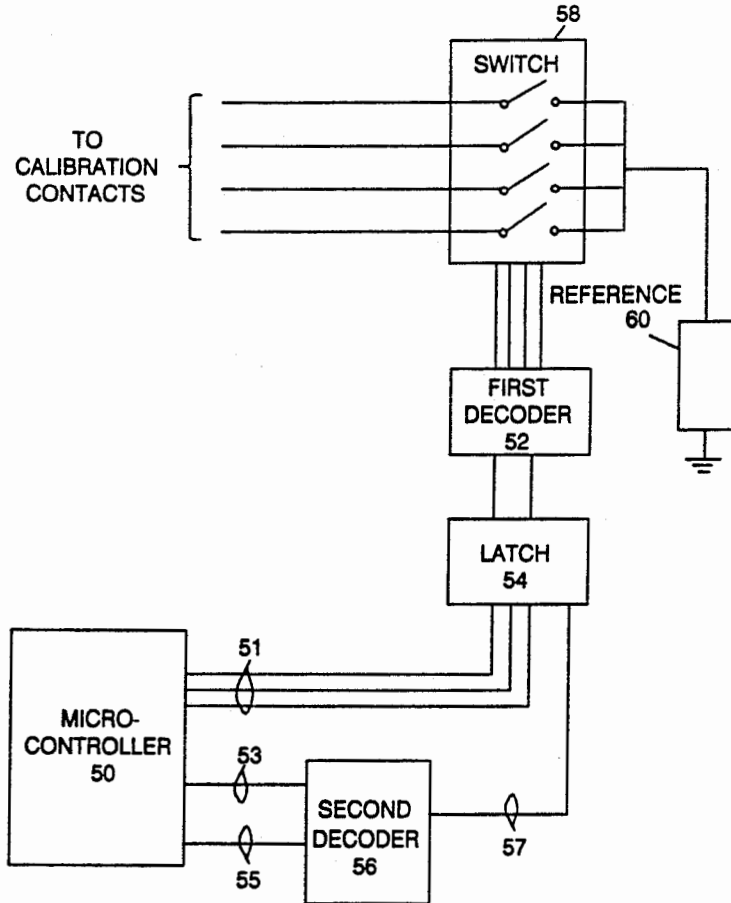 58
SWITCH
TO
CALIBRATION
CONTACTS
REFERENCE
60
FIRST
DECODER
52
LATCH
54
51
MICRO-
CONTROLLER
50
53
SECOND
DECODER
56
55
57